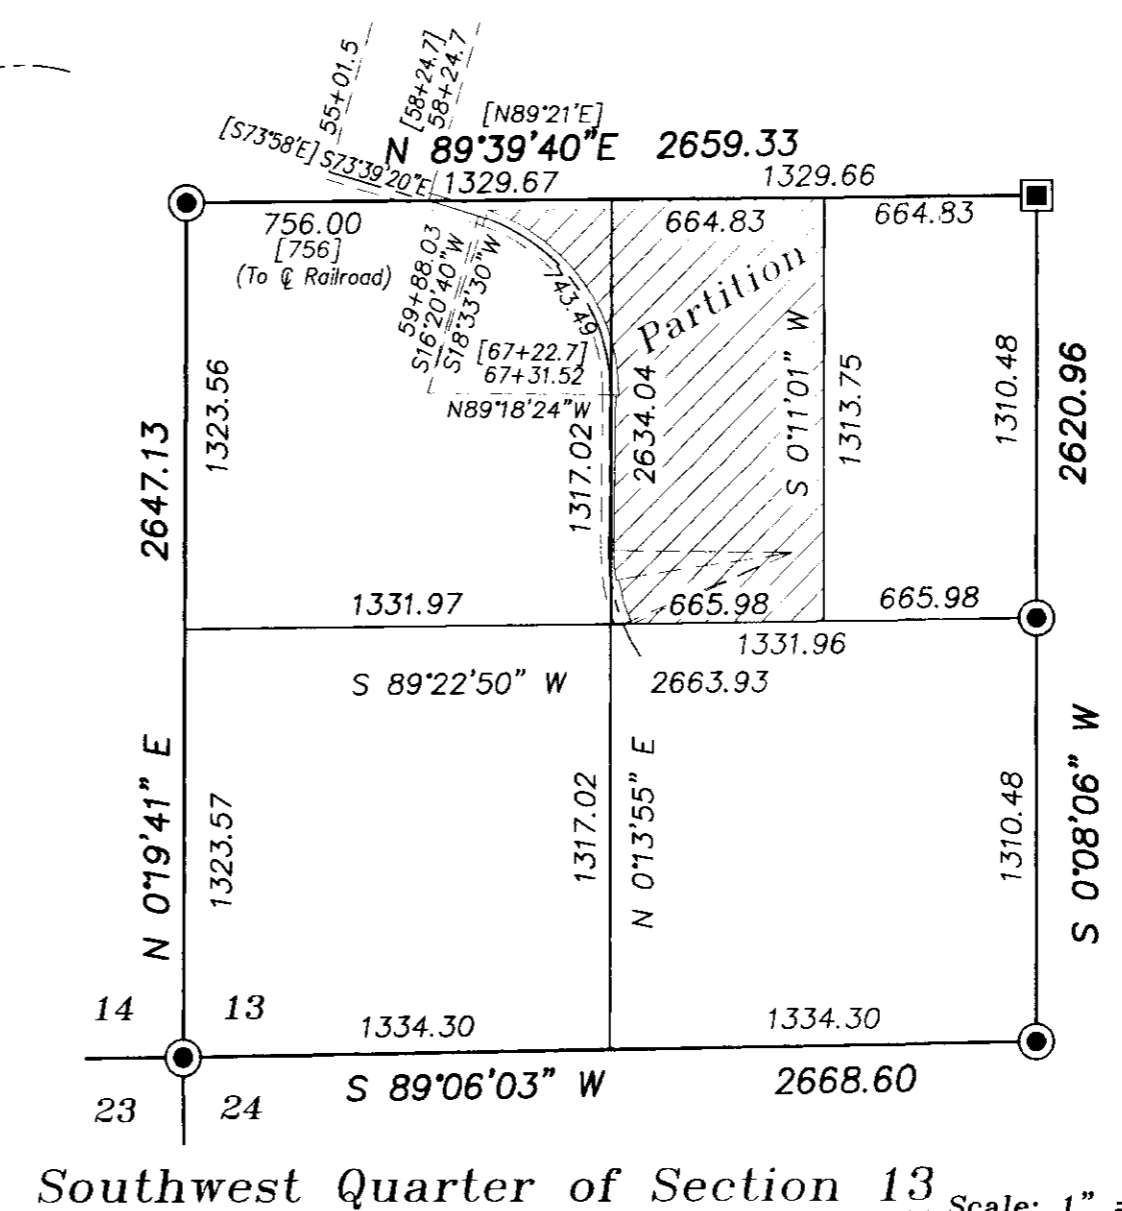 55+01.5
[58+24.7]
58+24.7
[N89°21'E]
[S73°58'E]
S73°39'20"E
N 89°39'40"E 2659.33
1329.67
1329.66
756.00
[756]
(To ℄ Railroad)
664.83
664.83
59+88.03
S16°20'40"W
S18°33'30"W
743.49
Partition
[67+22.7]
67+31.52
N89°18'24"W
1323.56
2647.13
1317.02
2634.04
S 0°11'01" W
1313.75
1310.48
2620.96
1331.97
665.98
665.98
1331.96
S 89°22'50" W
2663.93
N 0°19'41" E
1323.57
1317.02
N 0°13'55" E
1310.48
S 0°08'06" W
14 13
1334.30
1334.30
23 24
S 89°06'03" W
2668.60
Southwest Quarter of Section 13
Scale: 1" =